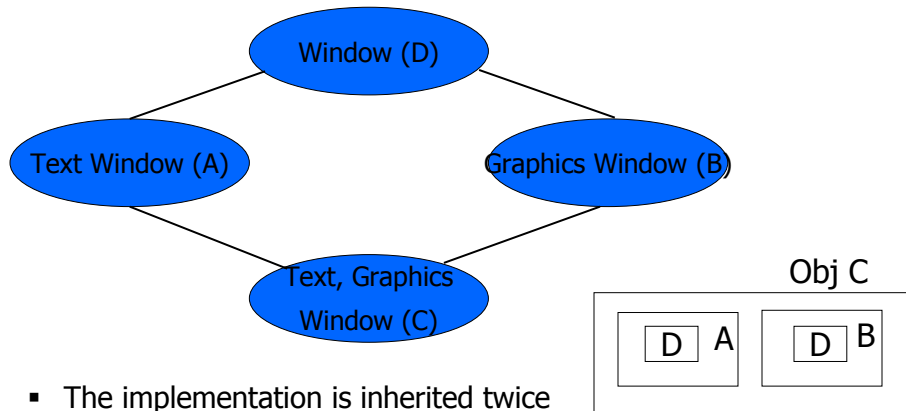 Window (D)
Text Window (A)
Graphics Window (B)
Text, Graphics
Window (C)
Obj C
D A
D B
▪ The implementation is inherited twice